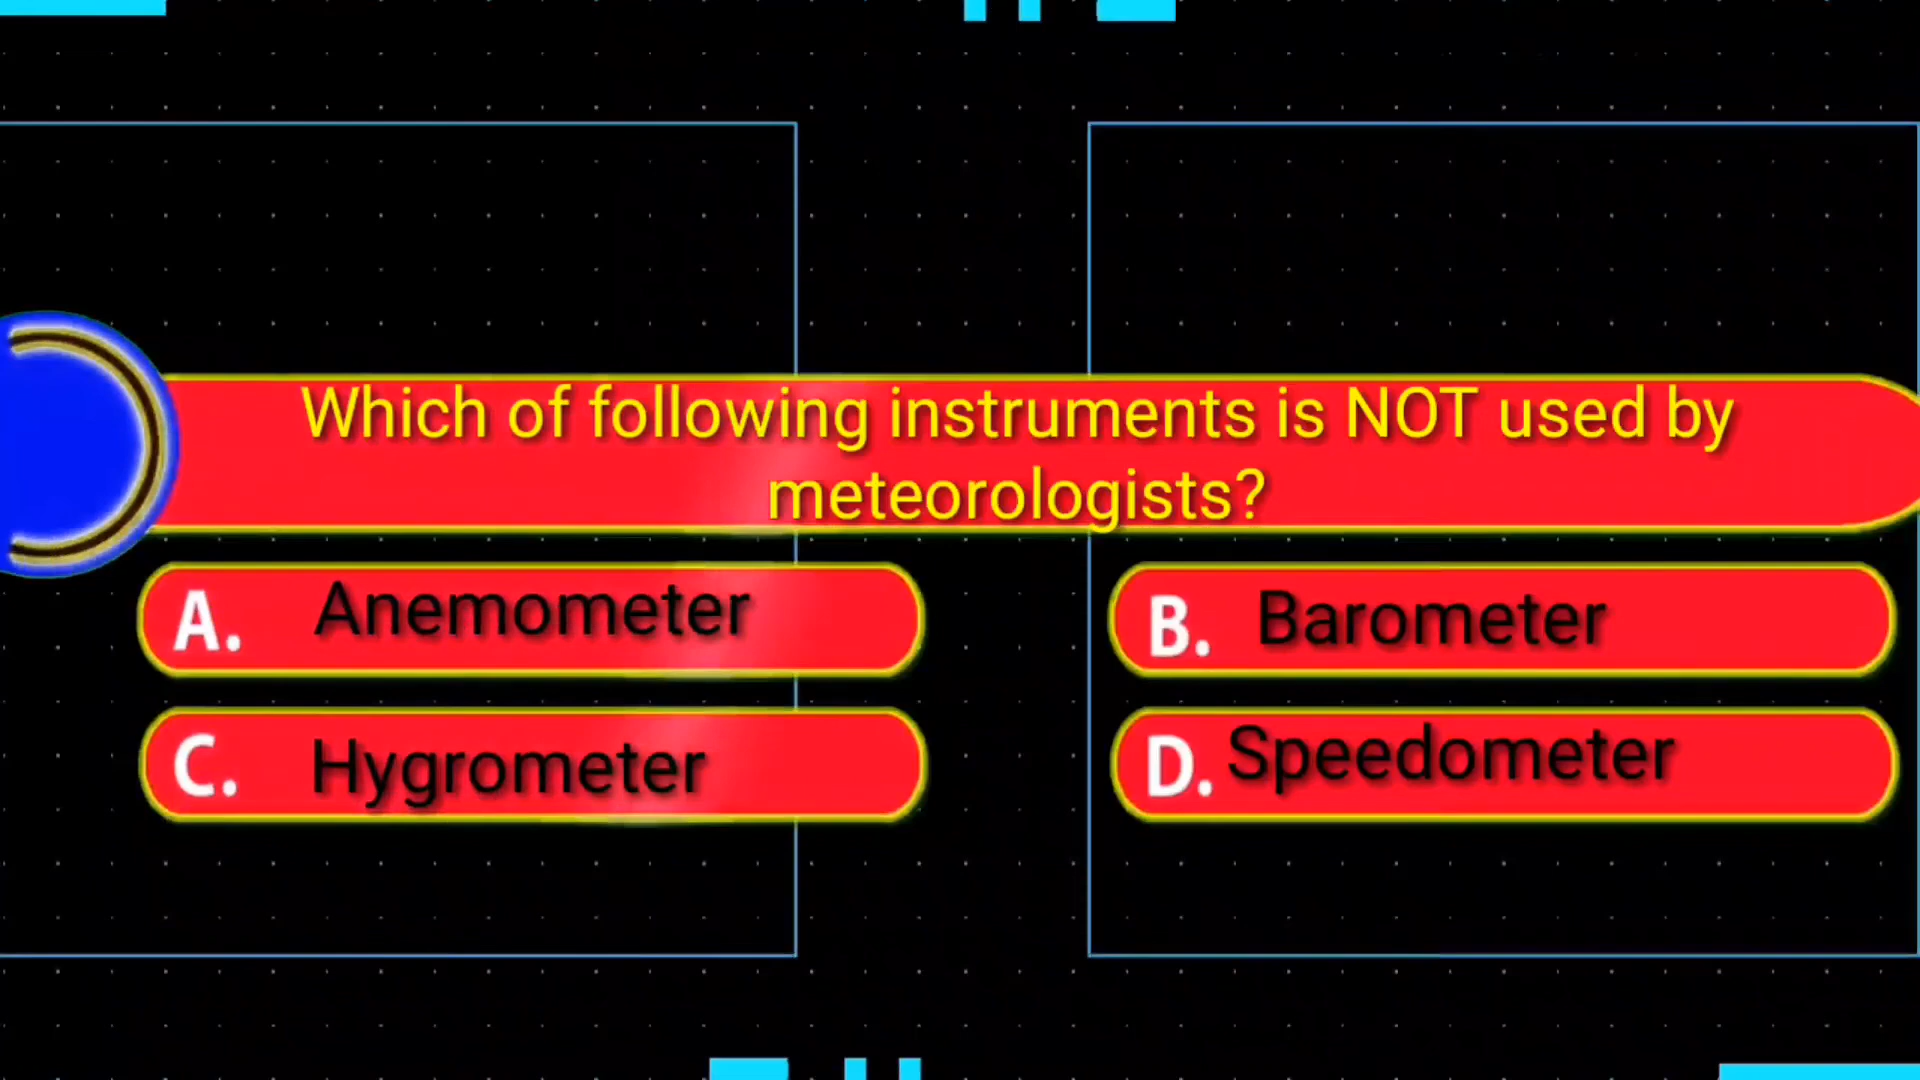 Which of following instruments is NOT used by
meteorologists?
A. Anemometer
B. Barometer
C. Hygrometer
D. Speedometer